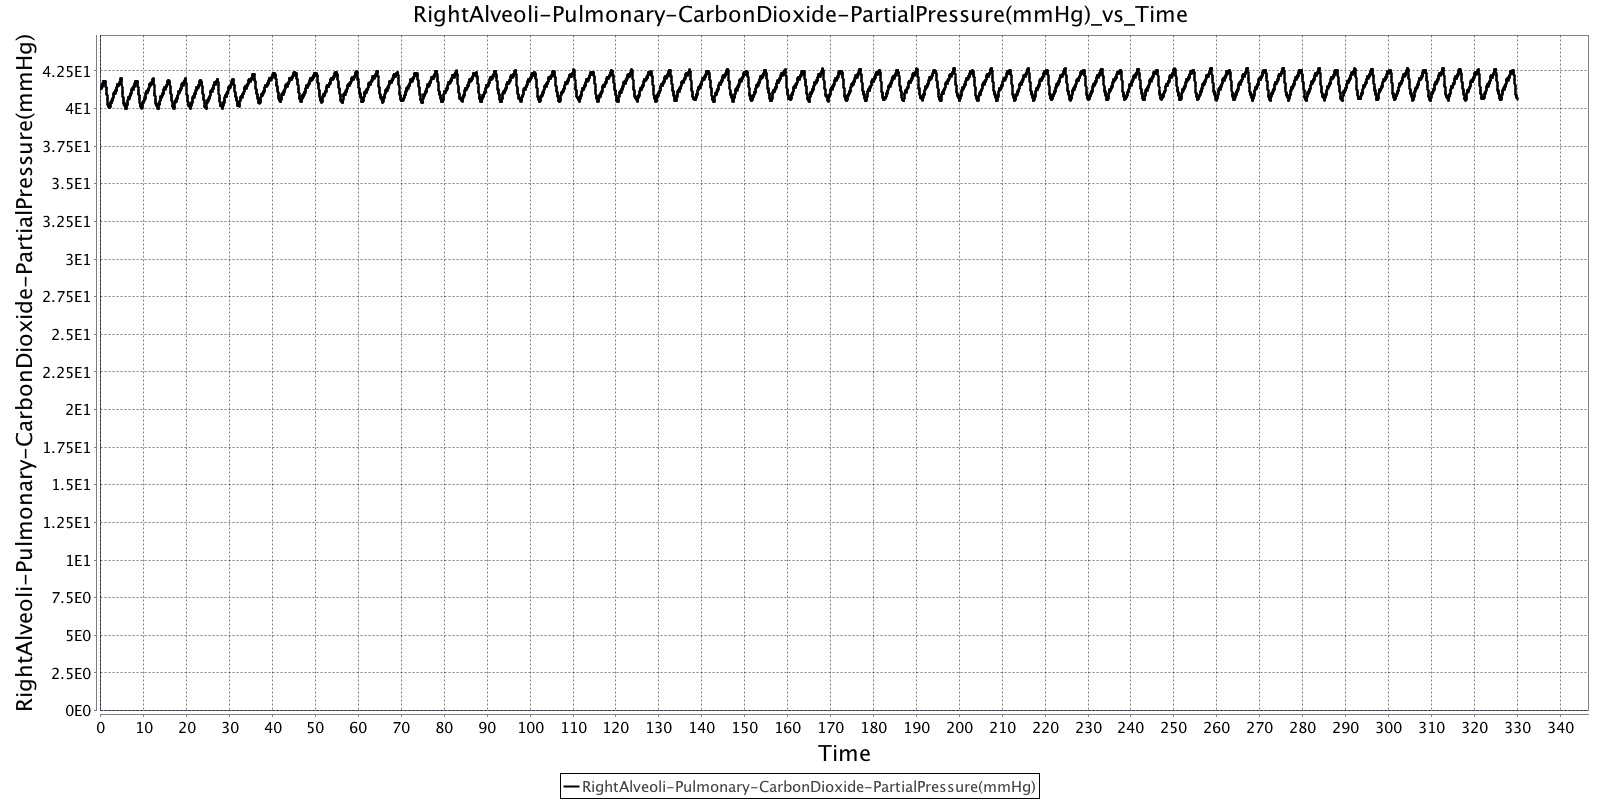 RightAlveoli-Pulmonary-CarbonDioxide-PartialPressure(mmHg)_vs_Time
RightAlveoli-Pulmonary-CarbonDioxide-PartialPressure(mmHg)
4.25E1
4E1
3.75E1
3.5E1
3.25E1
3E1
2.75E1
2.5E1
2.25E1
2E1
1.75E1
1.5E1
1.25E1
1E1
7.5E0
5E0
2.5E0
0E0
0 10 20 30 40 50 60 70 80 90 100 110 120 130 140 150 160 170 180 190 200 210 220 230 240 250 260 270 280 290 300 310 320 330 340
Time
RightAlveoli-Pulmonary-CarbonDioxide-PartialPressure(mmHg)